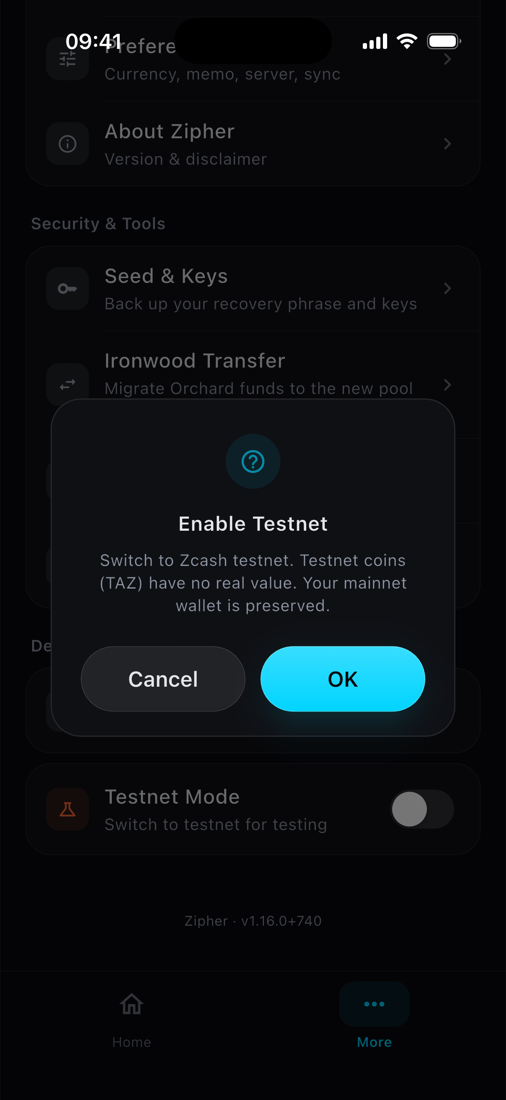 09:41
Prefere
Currency, memo, server, sync
About Zipher
Version & disclaimer
Security & Tools
Seed & Keys
Back up your recovery phrase and keys
Ironwood Transfer
Migrate Orchard funds to the new pool
Enable Testnet
Switch to Zcash testnet. Testnet coins
(TAZ) have no real value. Your mainnet
wallet is preserved.
De
Cancel
OK
Testnet Mode
Switch to testnet for testing
Zipher · v1.16.0+740
Home
More